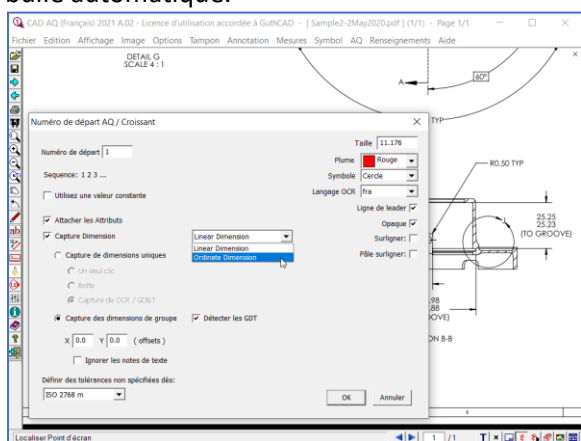 bulle automatique.
CAD AQ (Français) 2021 A.02 - Licence d'utilisation accordée à GuthCAD - [ Sample2-2May2020.pdf ] (1/1) - Page 1/1
Fichier Edition Affichage Image Options Tampon Annotation Mesures Symbol AQ Renseignements Aide
DETAIL G
SCALE 4 : 1
A
60°
TYP
Numéro de départ AQ / Croissant
Numéro de départ 1
Taille 11.176
Plume Rouge
Sequence: 1 2 3 ...
Symbole Cercle
Utilisez une valeur constante
Langage OCR fra
Ligne de leader
Attacher les Attributs
Opaque
Capture Dimension
Linear Dimension
Surligner:
Linear Dimension
Ordinate Dimension
Pâle surligner:
Capture de dimensions uniques
Un seul clic
Boîte
Capture de OCR / GD&T
Capture des dimensions de groupe
Détecter les GDT
X 0.0 Y 0.0 ( offsets )
Ignorer les notes de texte
Définir des tolérances non spécifiées dès:
ISO 2768 m
OK Annuler
R0.50 TYP
25.25
25.23
(TO GROOVE)
.98
.88
OVE)
ON B-B
4
Localiser Point d'écran
1 /1